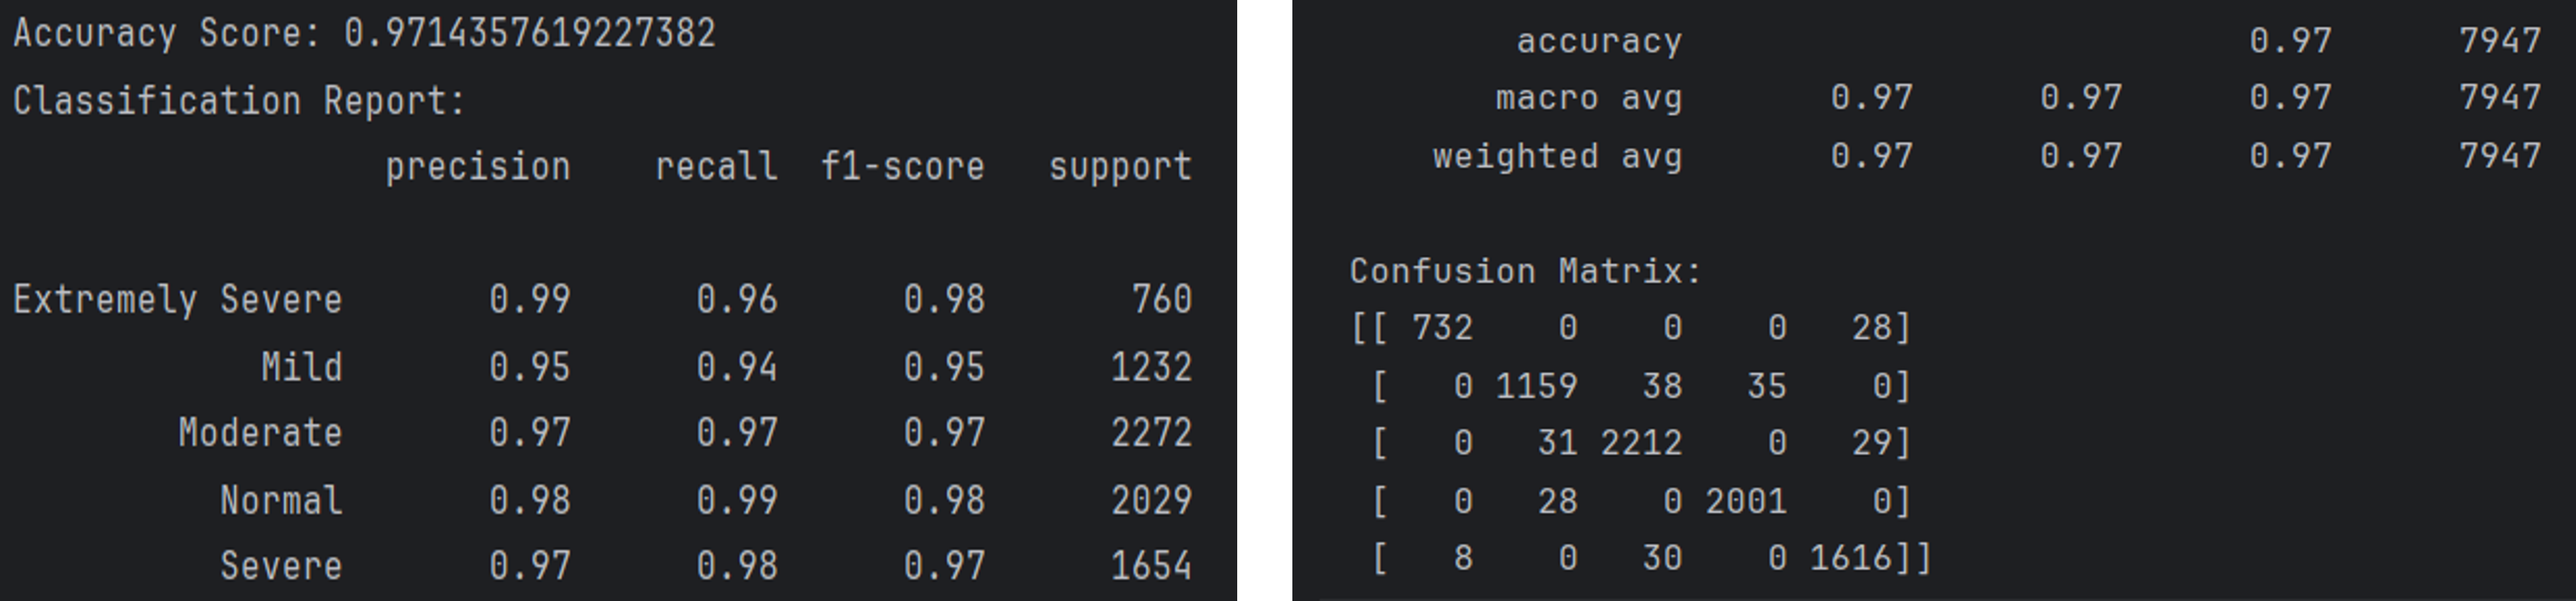 Accuracy Score: 0.9714357619227382
Classification Report:
precision recall f1-score support
Extremely Severe 0.99 0.96 0.98 760
Mild 0.95 0.94 0.95 1232
Moderate 0.97 0.97 0.97 2272
Normal 0.98 0.99 0.98 2029
Severe 0.97 0.98 0.97 1654
accuracy 0.97 7947
macro avg 0.97 0.97 0.97 7947
weighted avg 0.97 0.97 0.97 7947
Confusion Matrix:
[[ 732 0 0 0 28]
[ 0 1159 38 35 0]
[ 0 31 2212 0 29]
[ 0 28 0 2001 0]
[ 8 0 30 0 1616]]